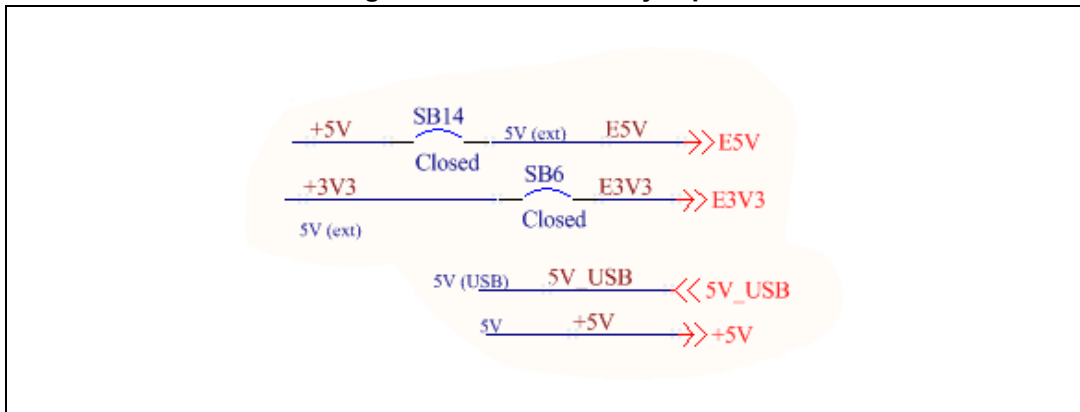 +5V SB14 5V (ext) E5V E5V
Closed
+3V3 SB6 E3V3 E3V3
Closed
5V (ext)
5V (USB) 5V_USB 5V_USB
5V +5V +5V